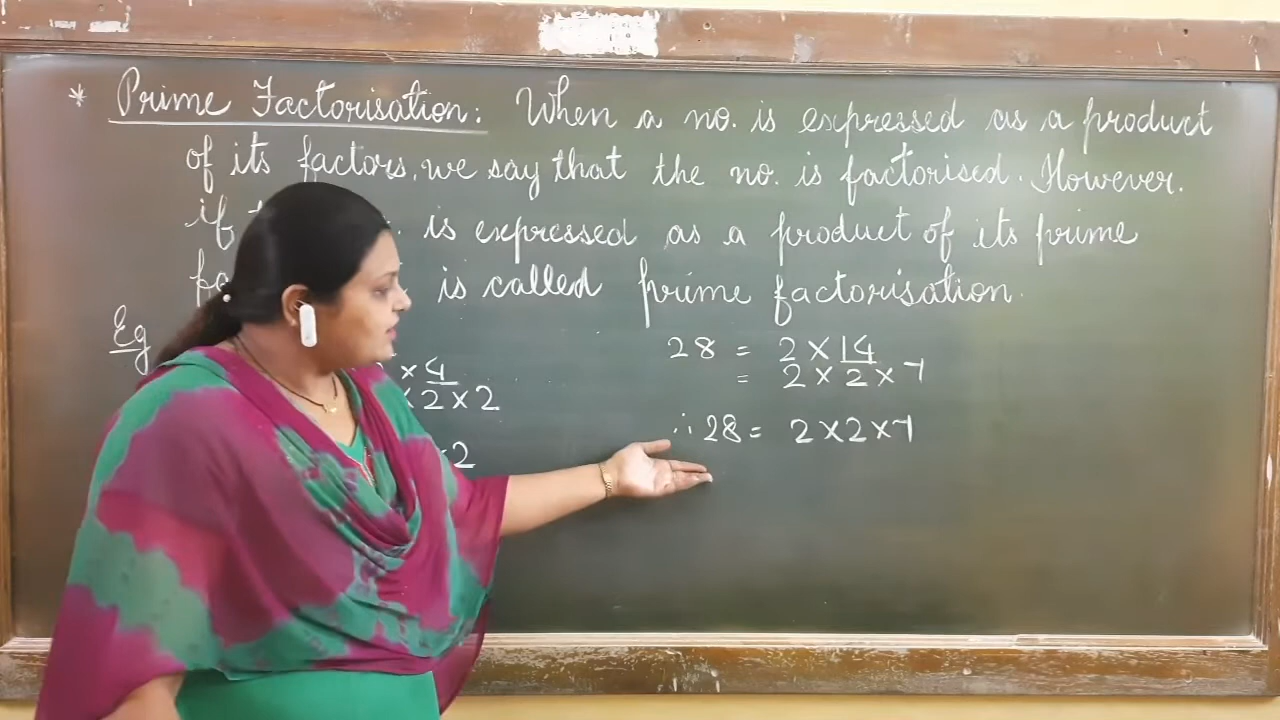 * Prime Factorisation: When a no. is expressed as a product
of its factors, we say that the no. is factorised. However.
if is expressed as a product of its prime
is called prime factorisation.
Eg
× 4
× 2 × 2
2
28 = 2 × 14
= 2 × 2 × 7
∴ 28 = 2 × 2 × 7